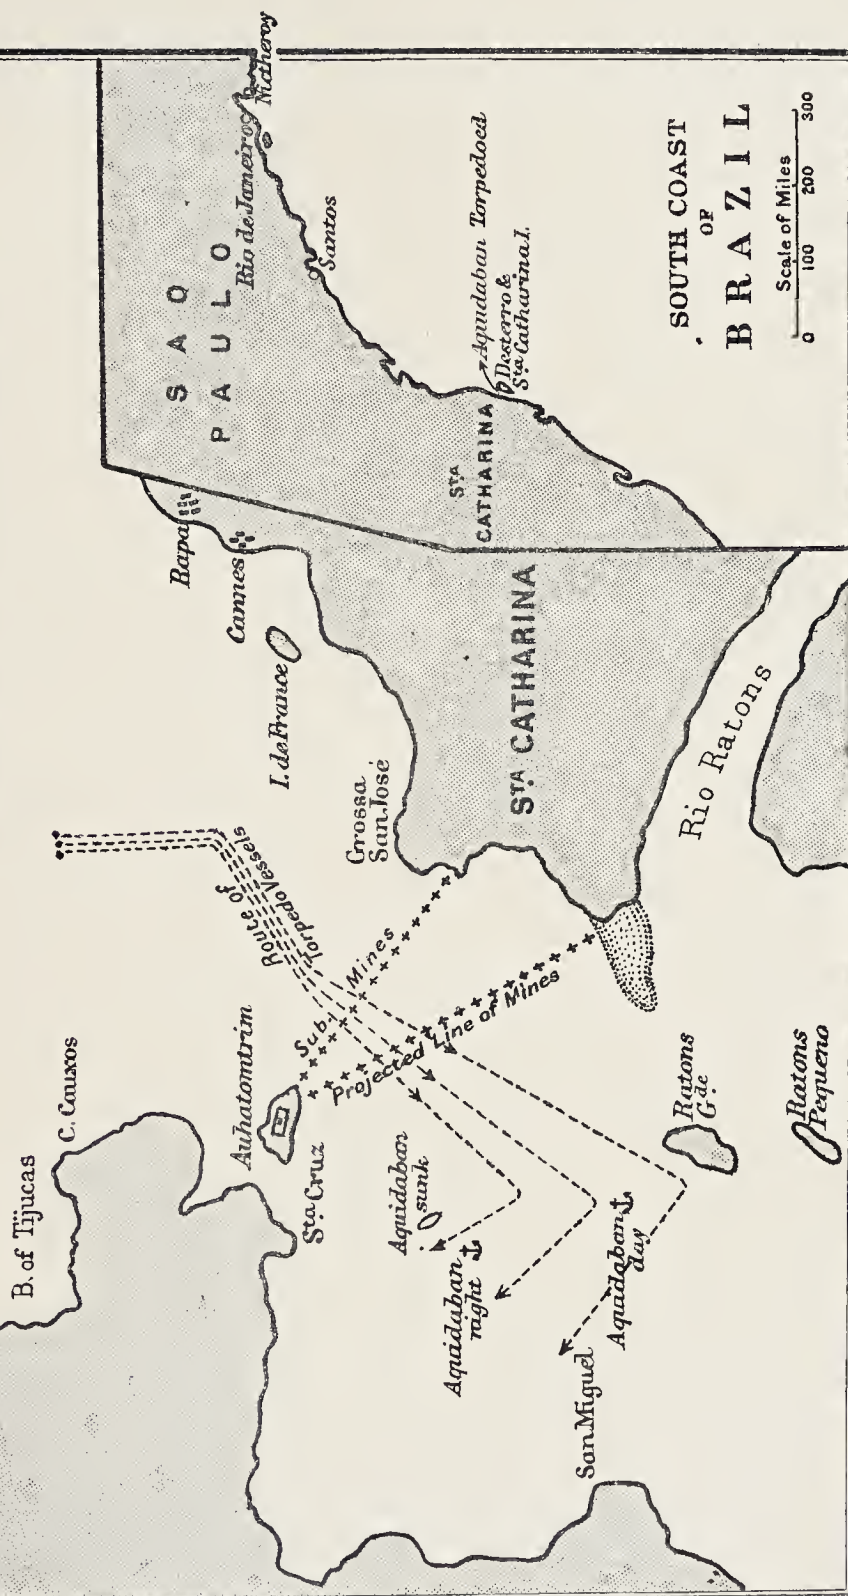 B. of Tijucas
C. Cauxos
Auhatomtrim
Sta. Cruz
Aquidaban
sunk
Aquidaban
night
Aquidaban
day
San Miguel
Route of
Torpedo Vessels
Sub. Mines
Projected Line of Mines
Ratons
Gde.
Ratons
Pequeno
Grossa
San José
I. de France
Cannes
Rapa
STA CATHARINA
Rio Ratons
SAO
PAULO
Rio de Janeiro
Nictheroy
Santos
Aquidaban Torpedoed
Desterro &
Sta Catharina I.
STA
CATHARINA
SOUTH COAST
OF
BRAZIL
Scale of Miles
0 100 200 300